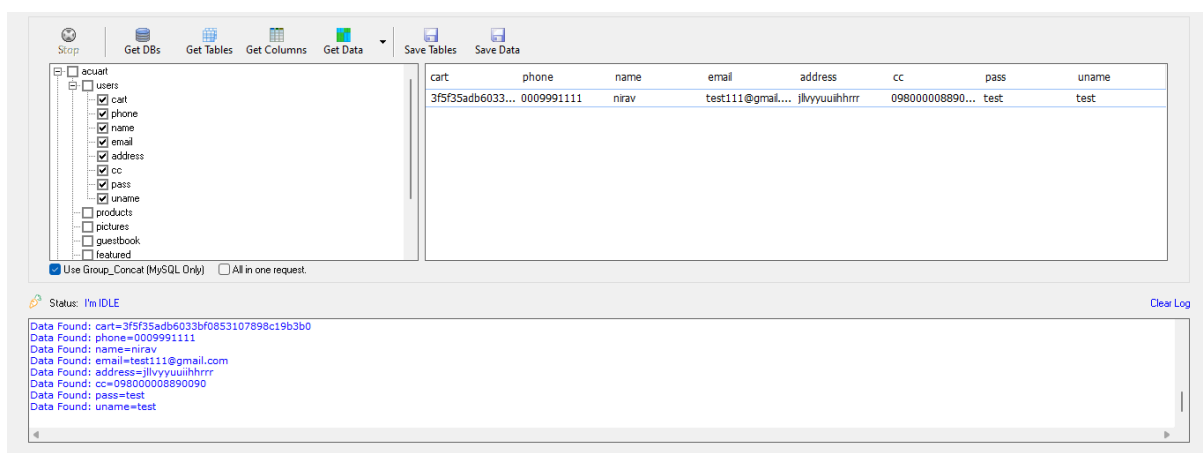 Stop Get DBs Get Tables Get Columns Get Data Save Tables Save Data
acuart
users
cart
phone
name
email
address
cc
pass
uname
products
pictures
guestbook
featured
cart phone name email address cc pass uname
3f5f35adb6033... 0009991111 nirav test111@gmail.... jllvyyuuiihhrrr 098000008890... test test
Use Group_Concat (MySQL Only) All in one request.
Status: I'm IDLE Clear Log
Data Found: cart=3f5f35adb6033bf0853107898c19b3b0
Data Found: phone=0009991111
Data Found: name=nirav
Data Found: email=test111@gmail.com
Data Found: address=jllvyyuuiihhrrr
Data Found: cc=098000008890090
Data Found: pass=test
Data Found: uname=test